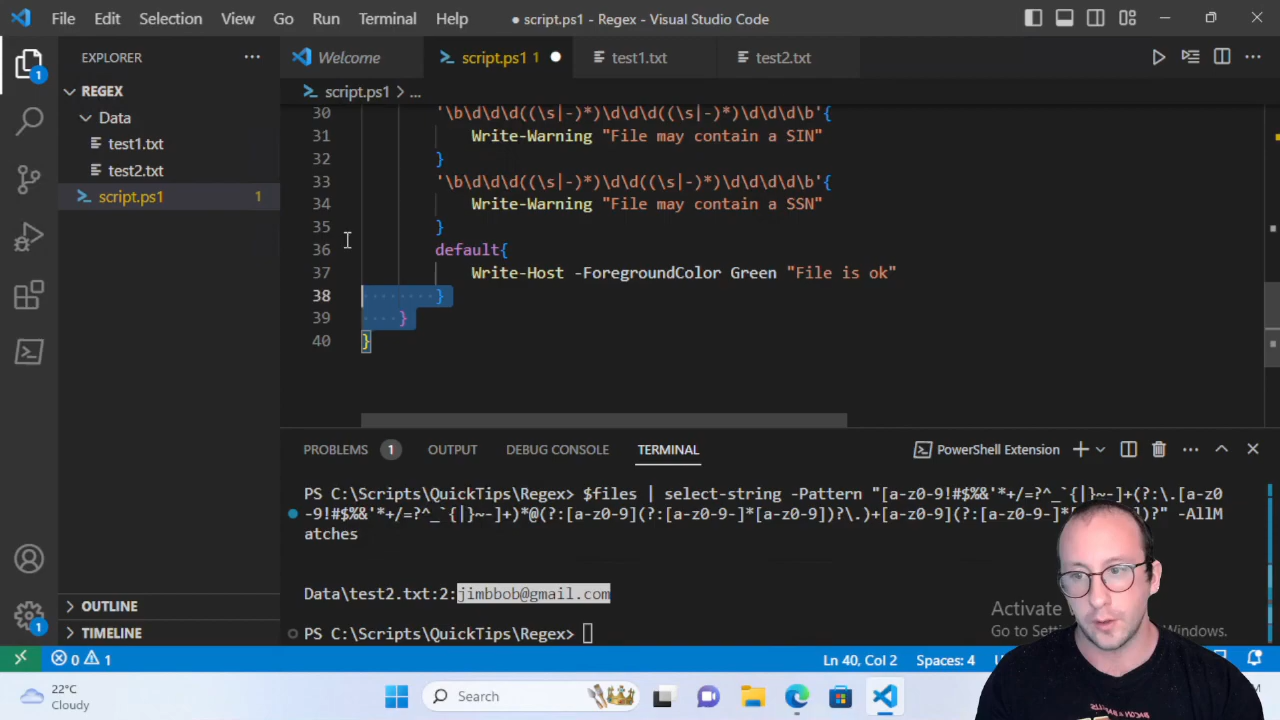 File Edit Selection View Go Run Terminal Help
● script.ps1 - Regex - Visual Studio Code
EXPLORER
Welcome
script.ps1 1
test1.txt
test2.txt
REGEX
script.ps1 > ...
Data
test1.txt
test2.txt
script.ps1 1
30 '\b\d\d\d((\s|-)*)\d\d\d((\s|-)*)\d\d\d\b'{
31 Write-Warning "File may contain a SIN"
32 }
33 '\b\d\d\d((\s|-)*)\d\d((\s|-)*)\d\d\d\d\b'{
34 Write-Warning "File may contain a SSN"
35 }
36 default{
37 Write-Host -ForegroundColor Green "File is ok"
38 }
39 }
40 }
PROBLEMS 1 OUTPUT DEBUG CONSOLE TERMINAL
PowerShell Extension
PS C:\Scripts\QuickTips\Regex> $files | select-string -Pattern "[a-z0-9!#$%&'*+/=?^_`{|}~-]+(?:\.[a-z0
-9!#$%&'*+/=?^_`{|}~-]+)*@(?:[a-z0-9](?:[a-z0-9-]*[a-z0-9])?\.)+[a-z0-9](?:[a-z0-9-]*[
)?" -AllM
atches
Data\test2.txt:2:jimbbob@gmail.com
PS C:\Scripts\QuickTips\Regex>
Activate
Go to
Windows.
1
1
OUTLINE
TIMELINE
0 1
Ln 40, Col 2 Spaces: 4
22°C
Cloudy
Search